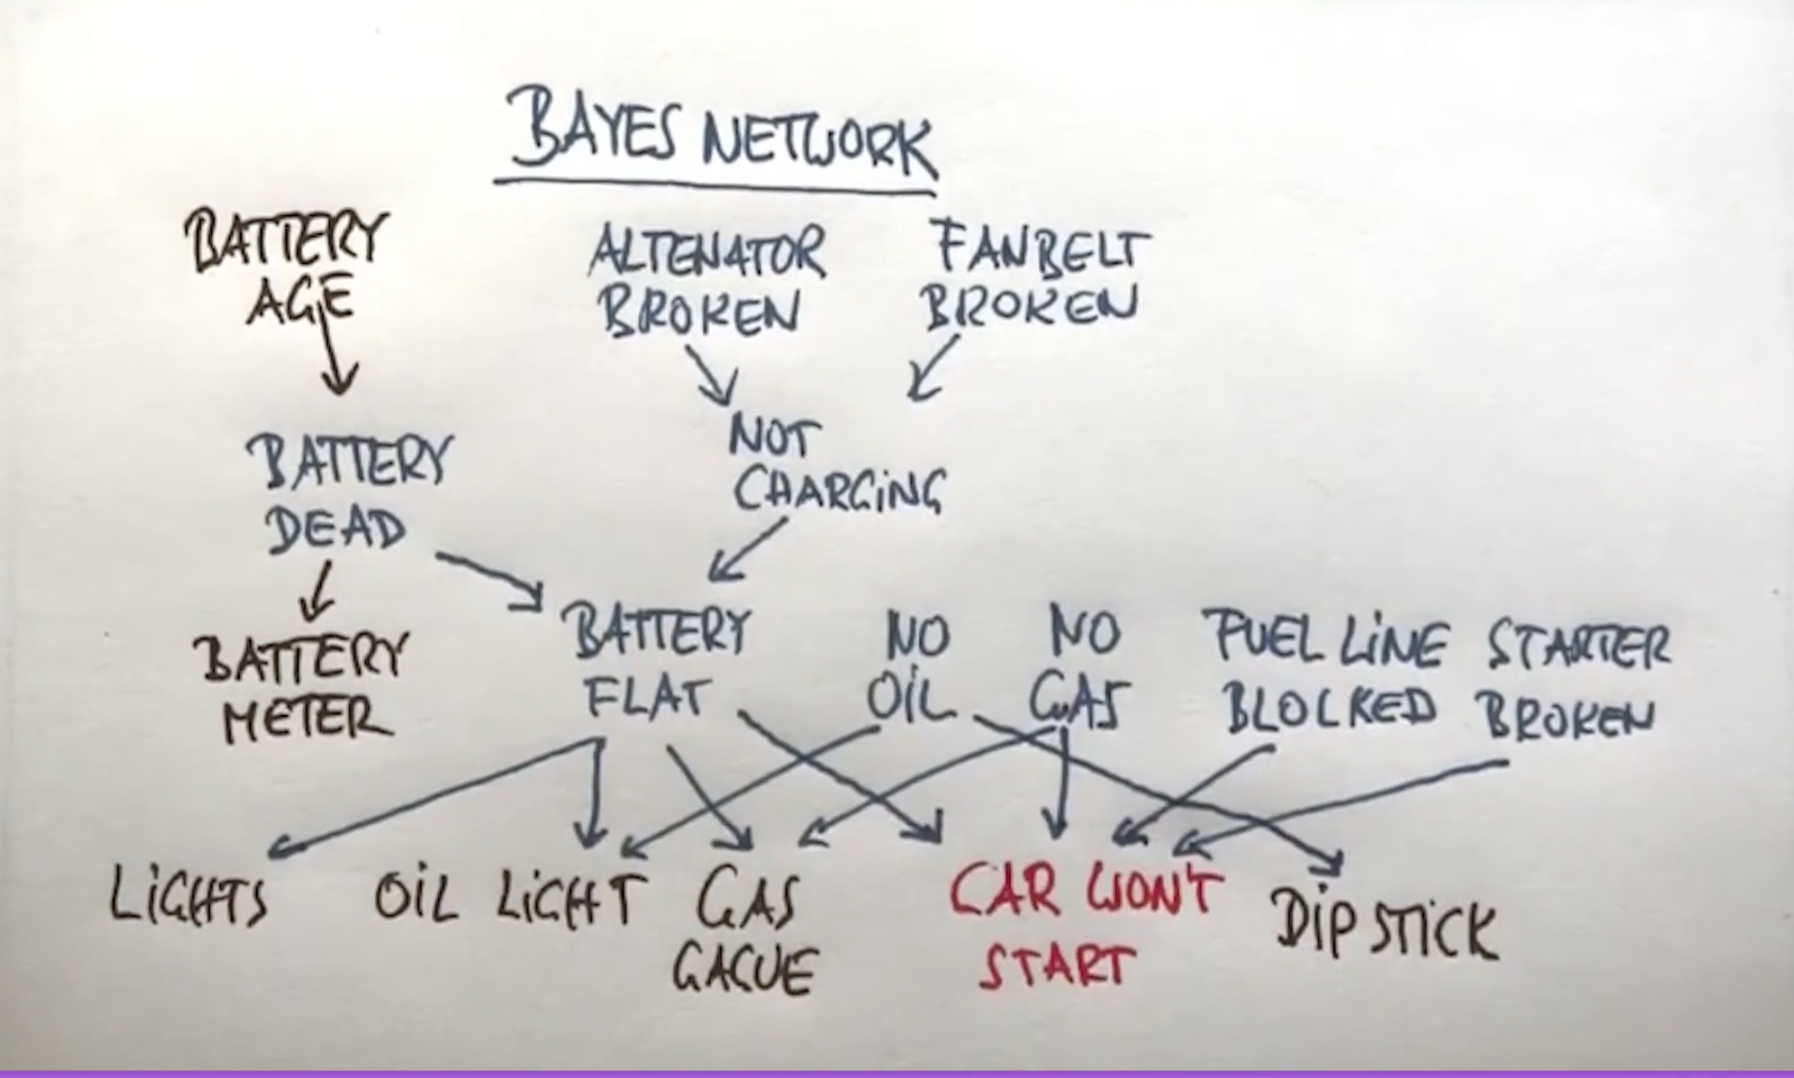 BAYES NETWORK
BATTERY
AGE
ALTENATOR
BROKEN
FANBELT
BROKEN
NOT
CHARGING
BATTERY
DEAD
BATTERY
METER
BATTERY
FLAT
NO
OIL
NO
GAS
FUEL LINE
BLOCKED
STARTER
BROKEN
LIGHTS
OIL LIGHT
GAS
GAGUE
CAR WON'T
START
DIP STICK